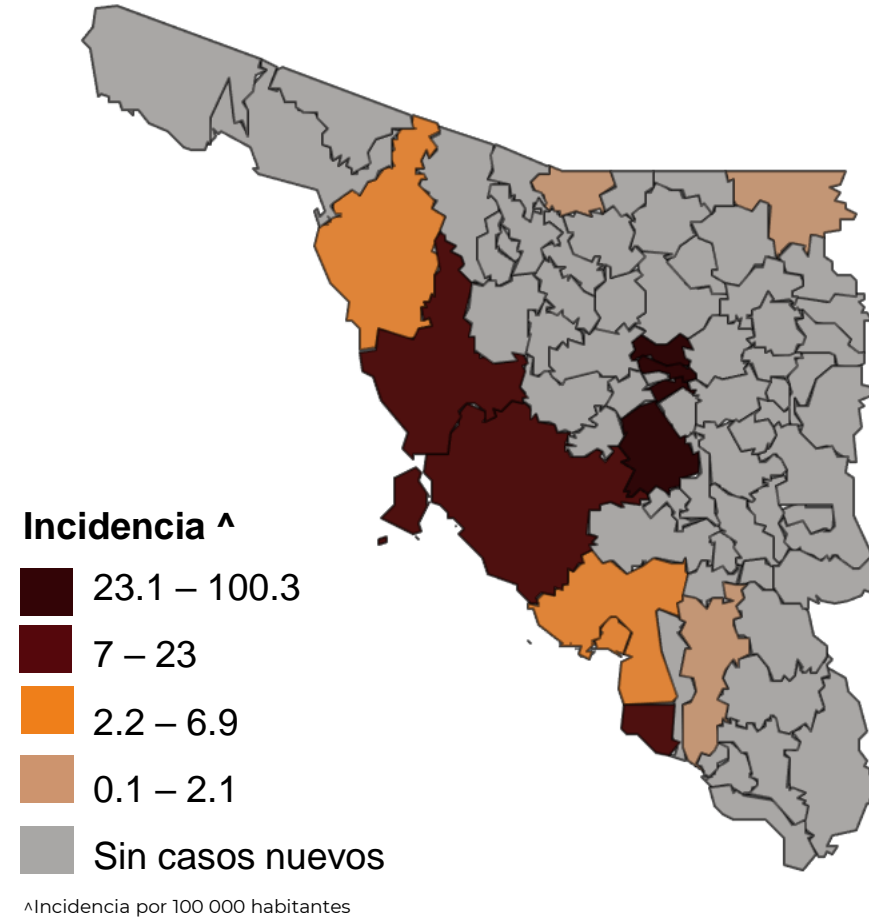 Incidencia ^
23.1 – 100.3
7 – 23
2.2 – 6.9
0.1 – 2.1
Sin casos nuevos
^Incidencia por 100 000 habitantes